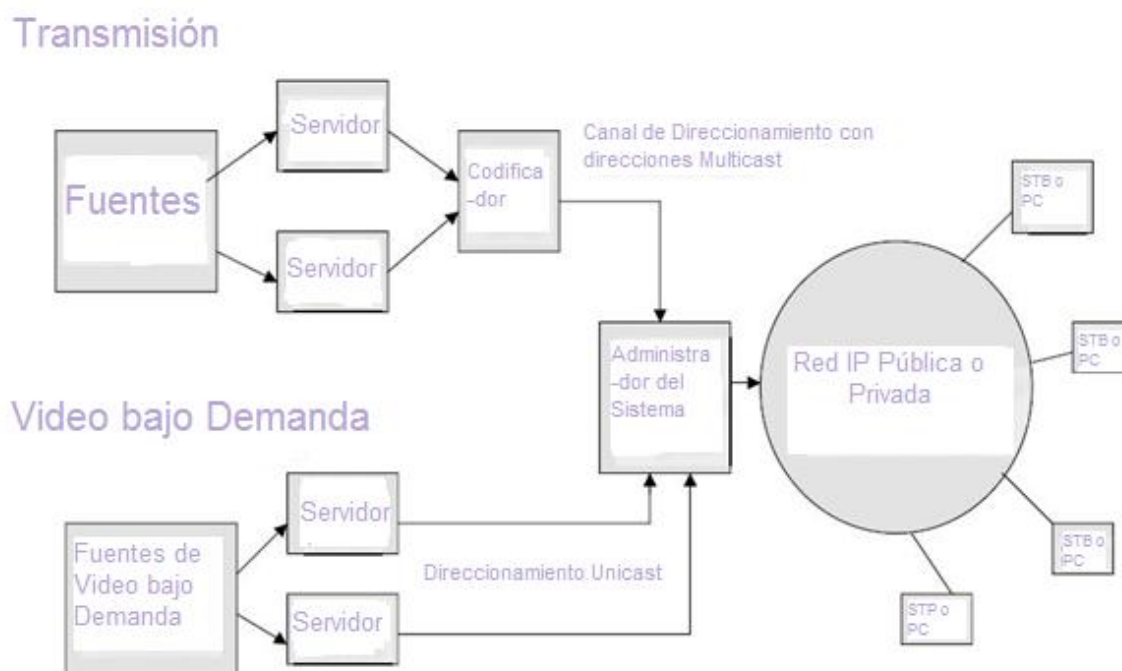 Transmisión
Servidor
Fuentes
Servidor
Codifica
-dor
Canal de Direccionamiento con
direcciones Multicast
STB o
PC
STB o
PC
Administra
-dor del
Sistema
Red IP Pública o
Privada
Video bajo Demanda
Servidor
Fuentes de
Video bajo
Demanda
Direccionamiento Unicast
Servidor
STB o
PC
STP o
PC